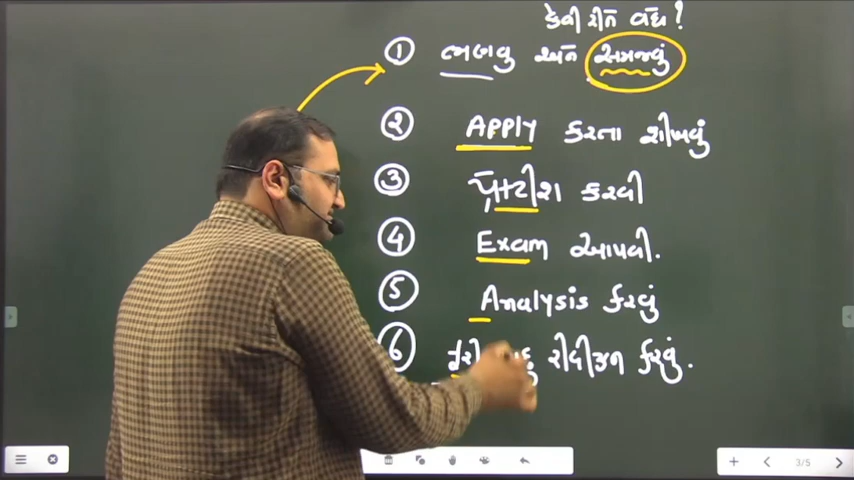 કેવી રીતે વધે?
① ભણવુ અને સમજવું
② APPLY કરતા શીખવું
③ પ્રેક્ટીસ કરવી
④ Exam આપવી.
⑤ Analysis કરવું
⑥ રીવીઝન કરવું.
3/5